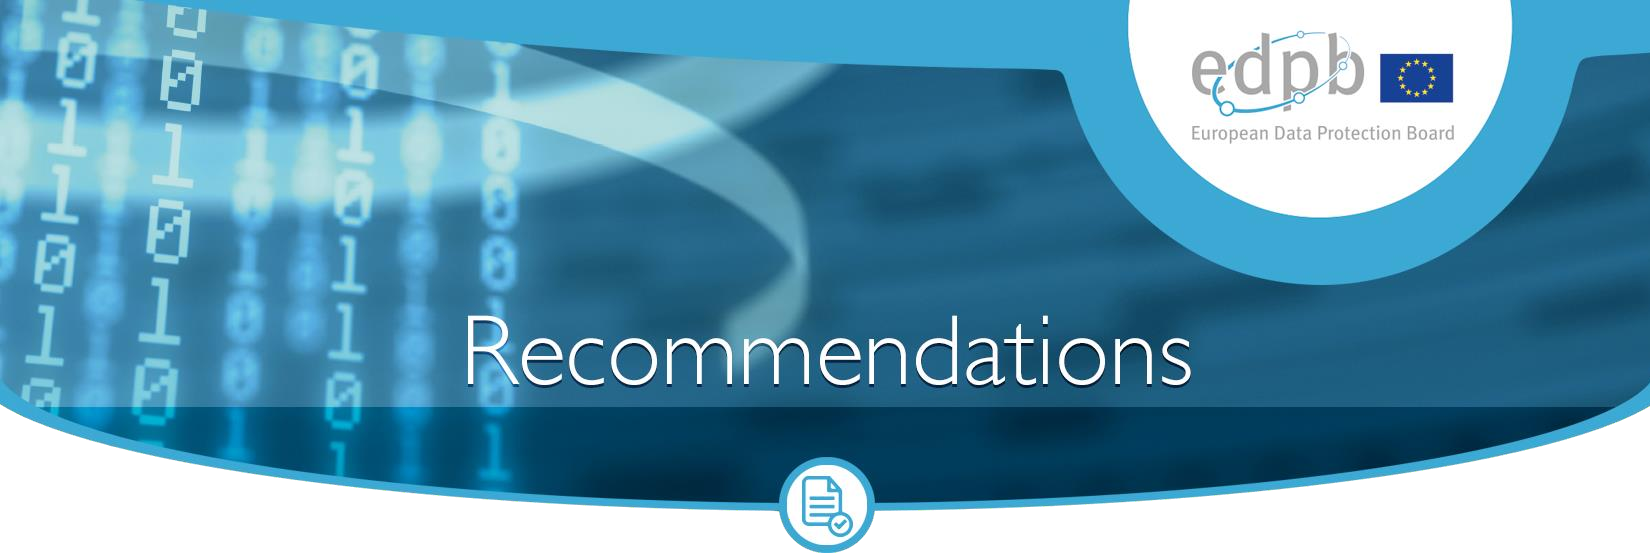 edpb
European Data Protection Board
Recommendations